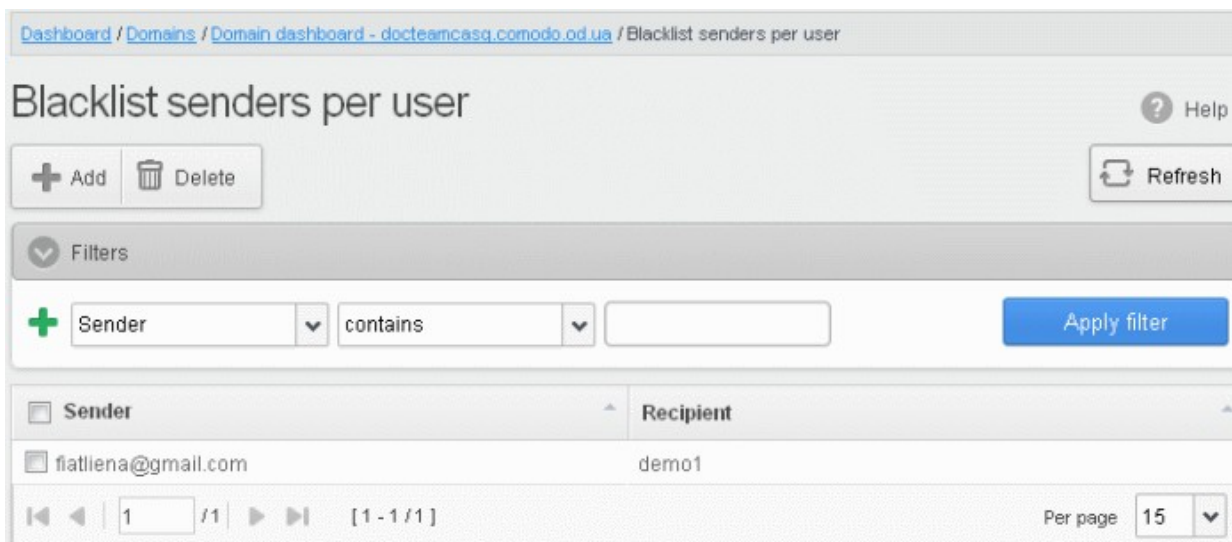 Dashboard / Domains / Domain dashboard - docteamcasg.comodo.od.ua / Blacklist senders per user
Blacklist senders per user
Help
Add Delete
Refresh
Filters
Sender contains Apply filter
Sender Recipient
fiatliena@gmail.com demo1
1 /1 [1 - 1 / 1] Per page 15